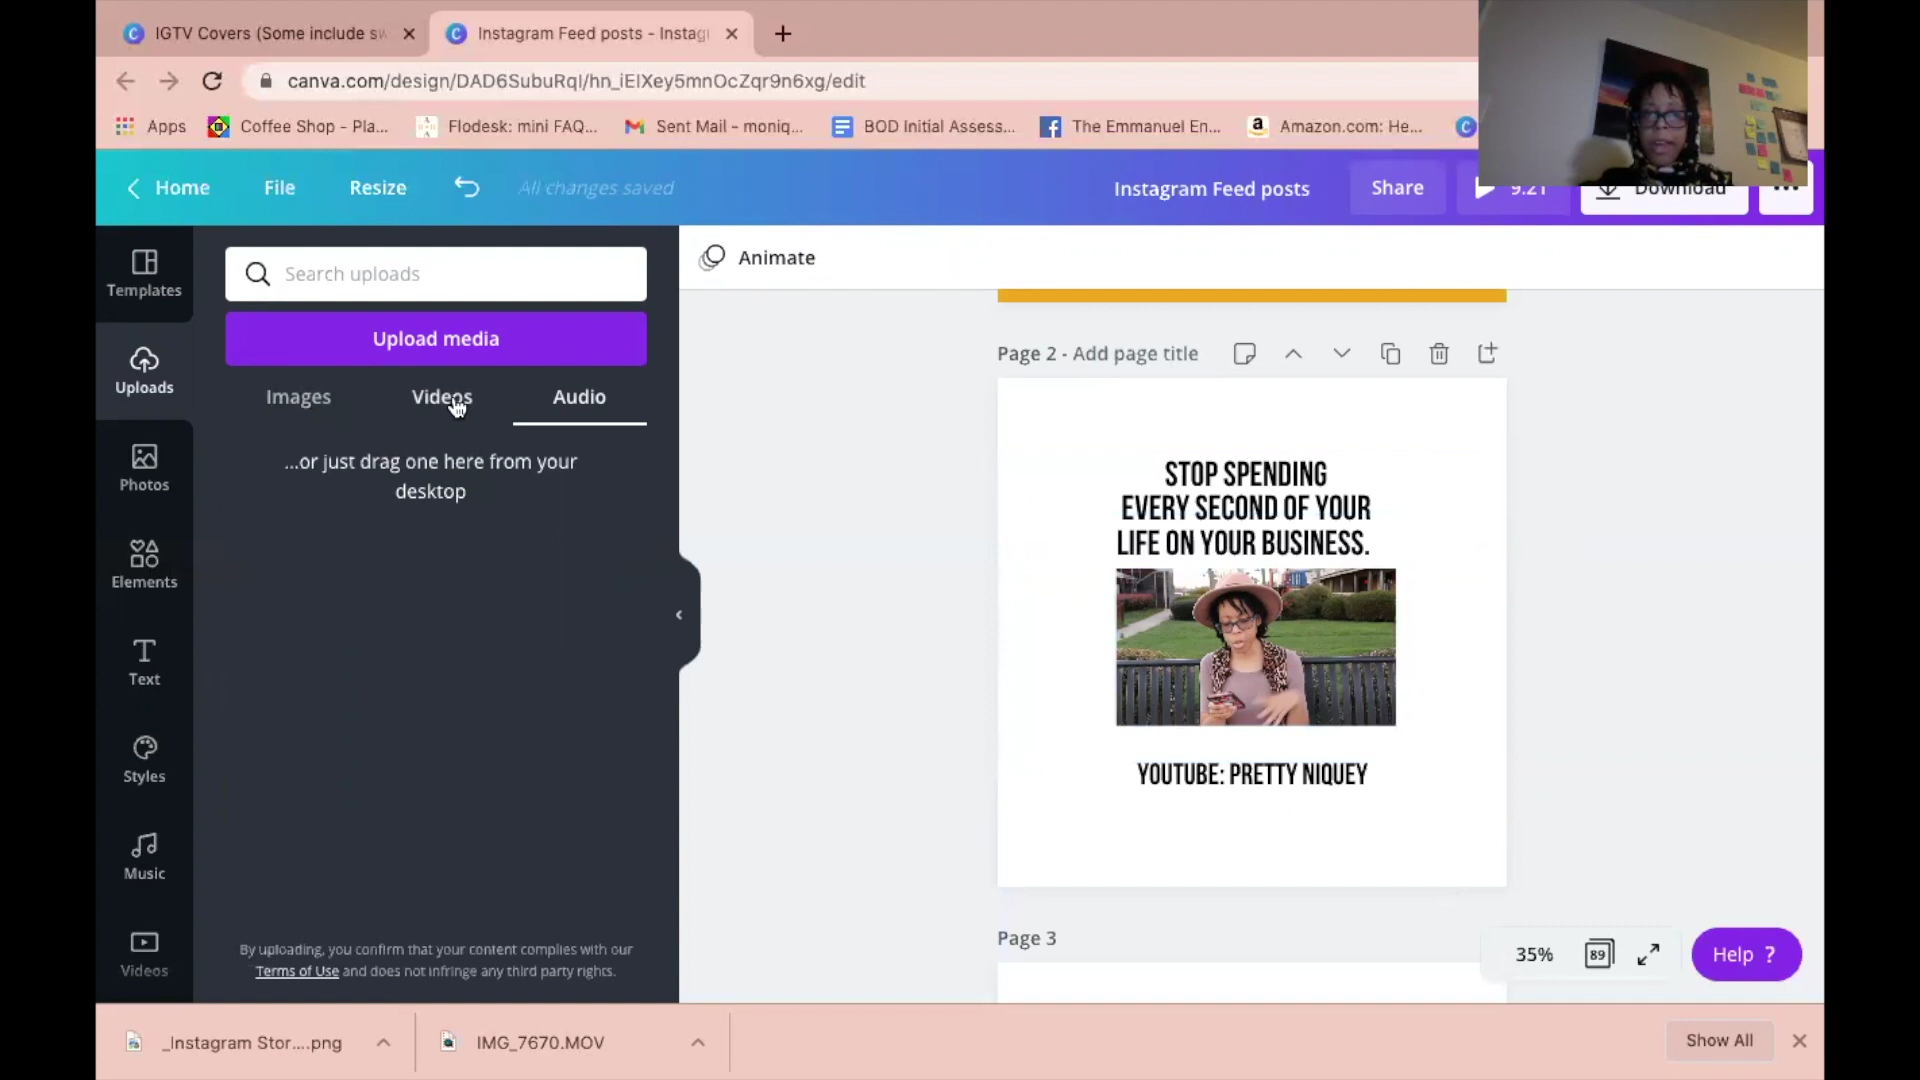 IGTV Covers (Some include sw
Instagram Feed posts - Instag
canva.com/design/DAD6SubuRqI/hn_iEIXey5mnOcZqr9n6xg/edit
Apps
Coffee Shop - Pla...
Flodesk: mini FAQ...
Sent Mail - moniq...
BOD Initial Assess...
The Emmanuel En...
Amazon.com: He...
Home
File
Resize
All changes saved
Instagram Feed posts
Share
9.21
Download
Templates
Uploads
Photos
Elements
Text
Styles
Music
Videos
Search uploads
Upload media
Images
Videos
Audio
...or just drag one here from your
desktop
By uploading, you confirm that your content complies with our
Terms of Use and does not infringe any third party rights.
Animate
Page 2 - Add page title
STOP SPENDING
EVERY SECOND OF YOUR
LIFE ON YOUR BUSINESS.
YOUTUBE: PRETTY NIQUEY
Page 3
35%
89
Help ?
_Instagram Stor....png
IMG_7670.MOV
Show All